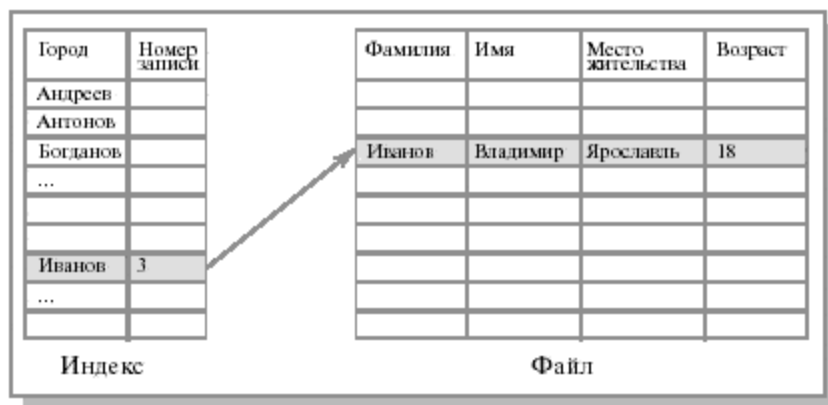 Город Номер записи
Андреев
Антонов
Богданов
...
Иванов 3
...
Индекс
Фамилия Имя Место жительства Возраст
Иванов Владимир Ярославль 18
Файл